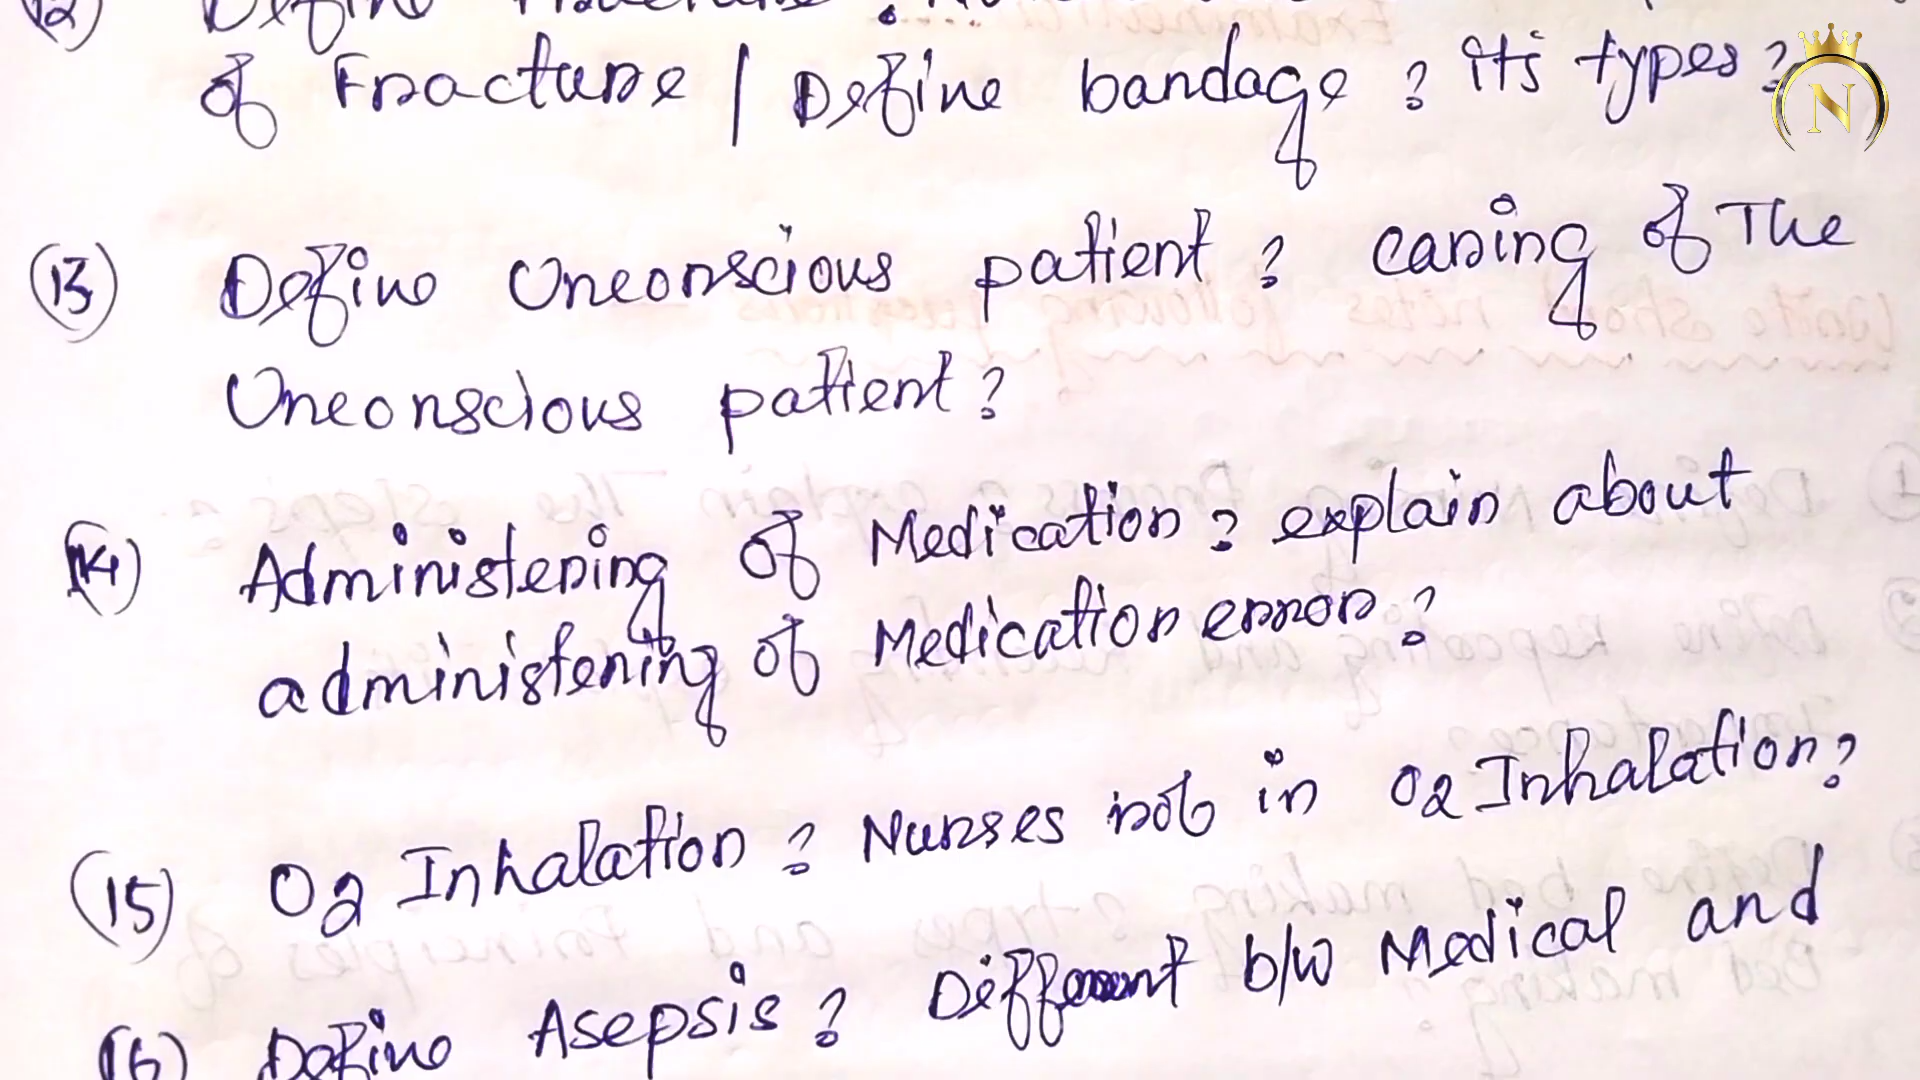 (12) Define
of Fracture / Define bandage ? its types ?
(13) Define Unconscious patient ? caring of The
Unconscious patient ?
(14) Administering of Medication ? explain about
administering of Medication error ?
(15) O2 Inhalation ? Nurses in O2 Inhalation ?
(16) Define Asepsis ? Different b/w Medical and
N